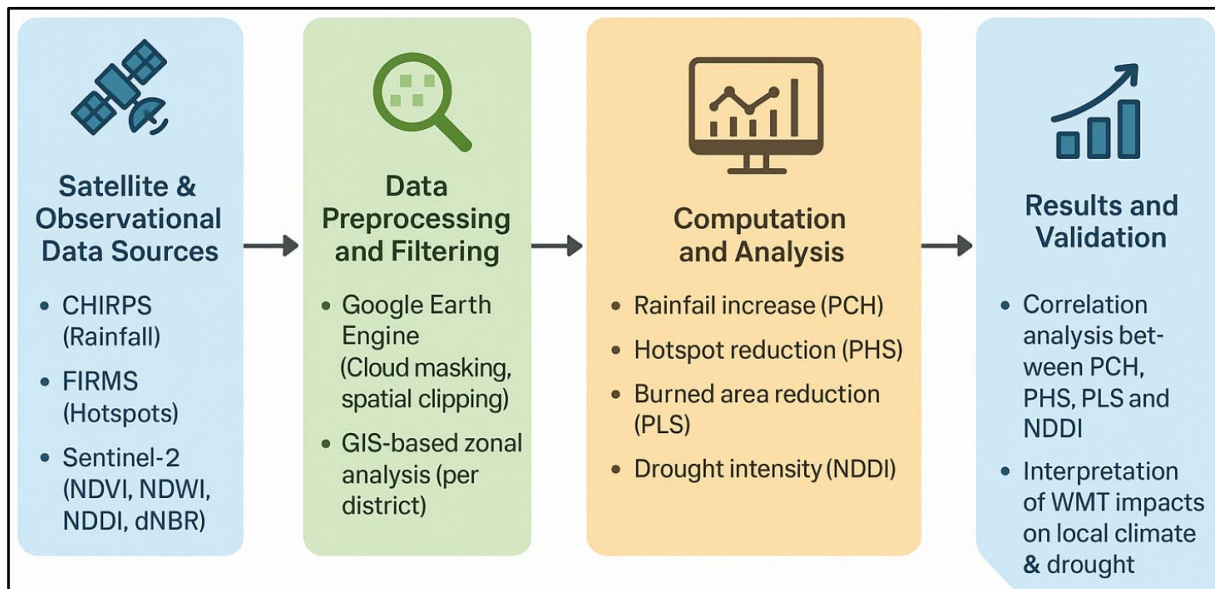 Satellite &
Observational
Data Sources
• CHIRPS
(Rainfall)
• FIRMS
(Hotspots)
• Sentinel-2
(NDVI, NDWI,
NDDI, dNBR)
Data
Preprocessing
and Filtering
• Google Earth
Engine
(Cloud masking,
spatial clipping)
• GIS-based zonal
analysis (per
district)
Computation
and Analysis
• Rainfail increase (PCH)
• Hotspot reduction (PHS)
• Burned area reduction
(PLS)
• Drought intensity (NDDI)
Results and
Validation
• Correlation
analysis bet-
ween PCH,
PHS, PLS and
NDDI
• Interpretation
of WMT impacts
on local climate
& drought